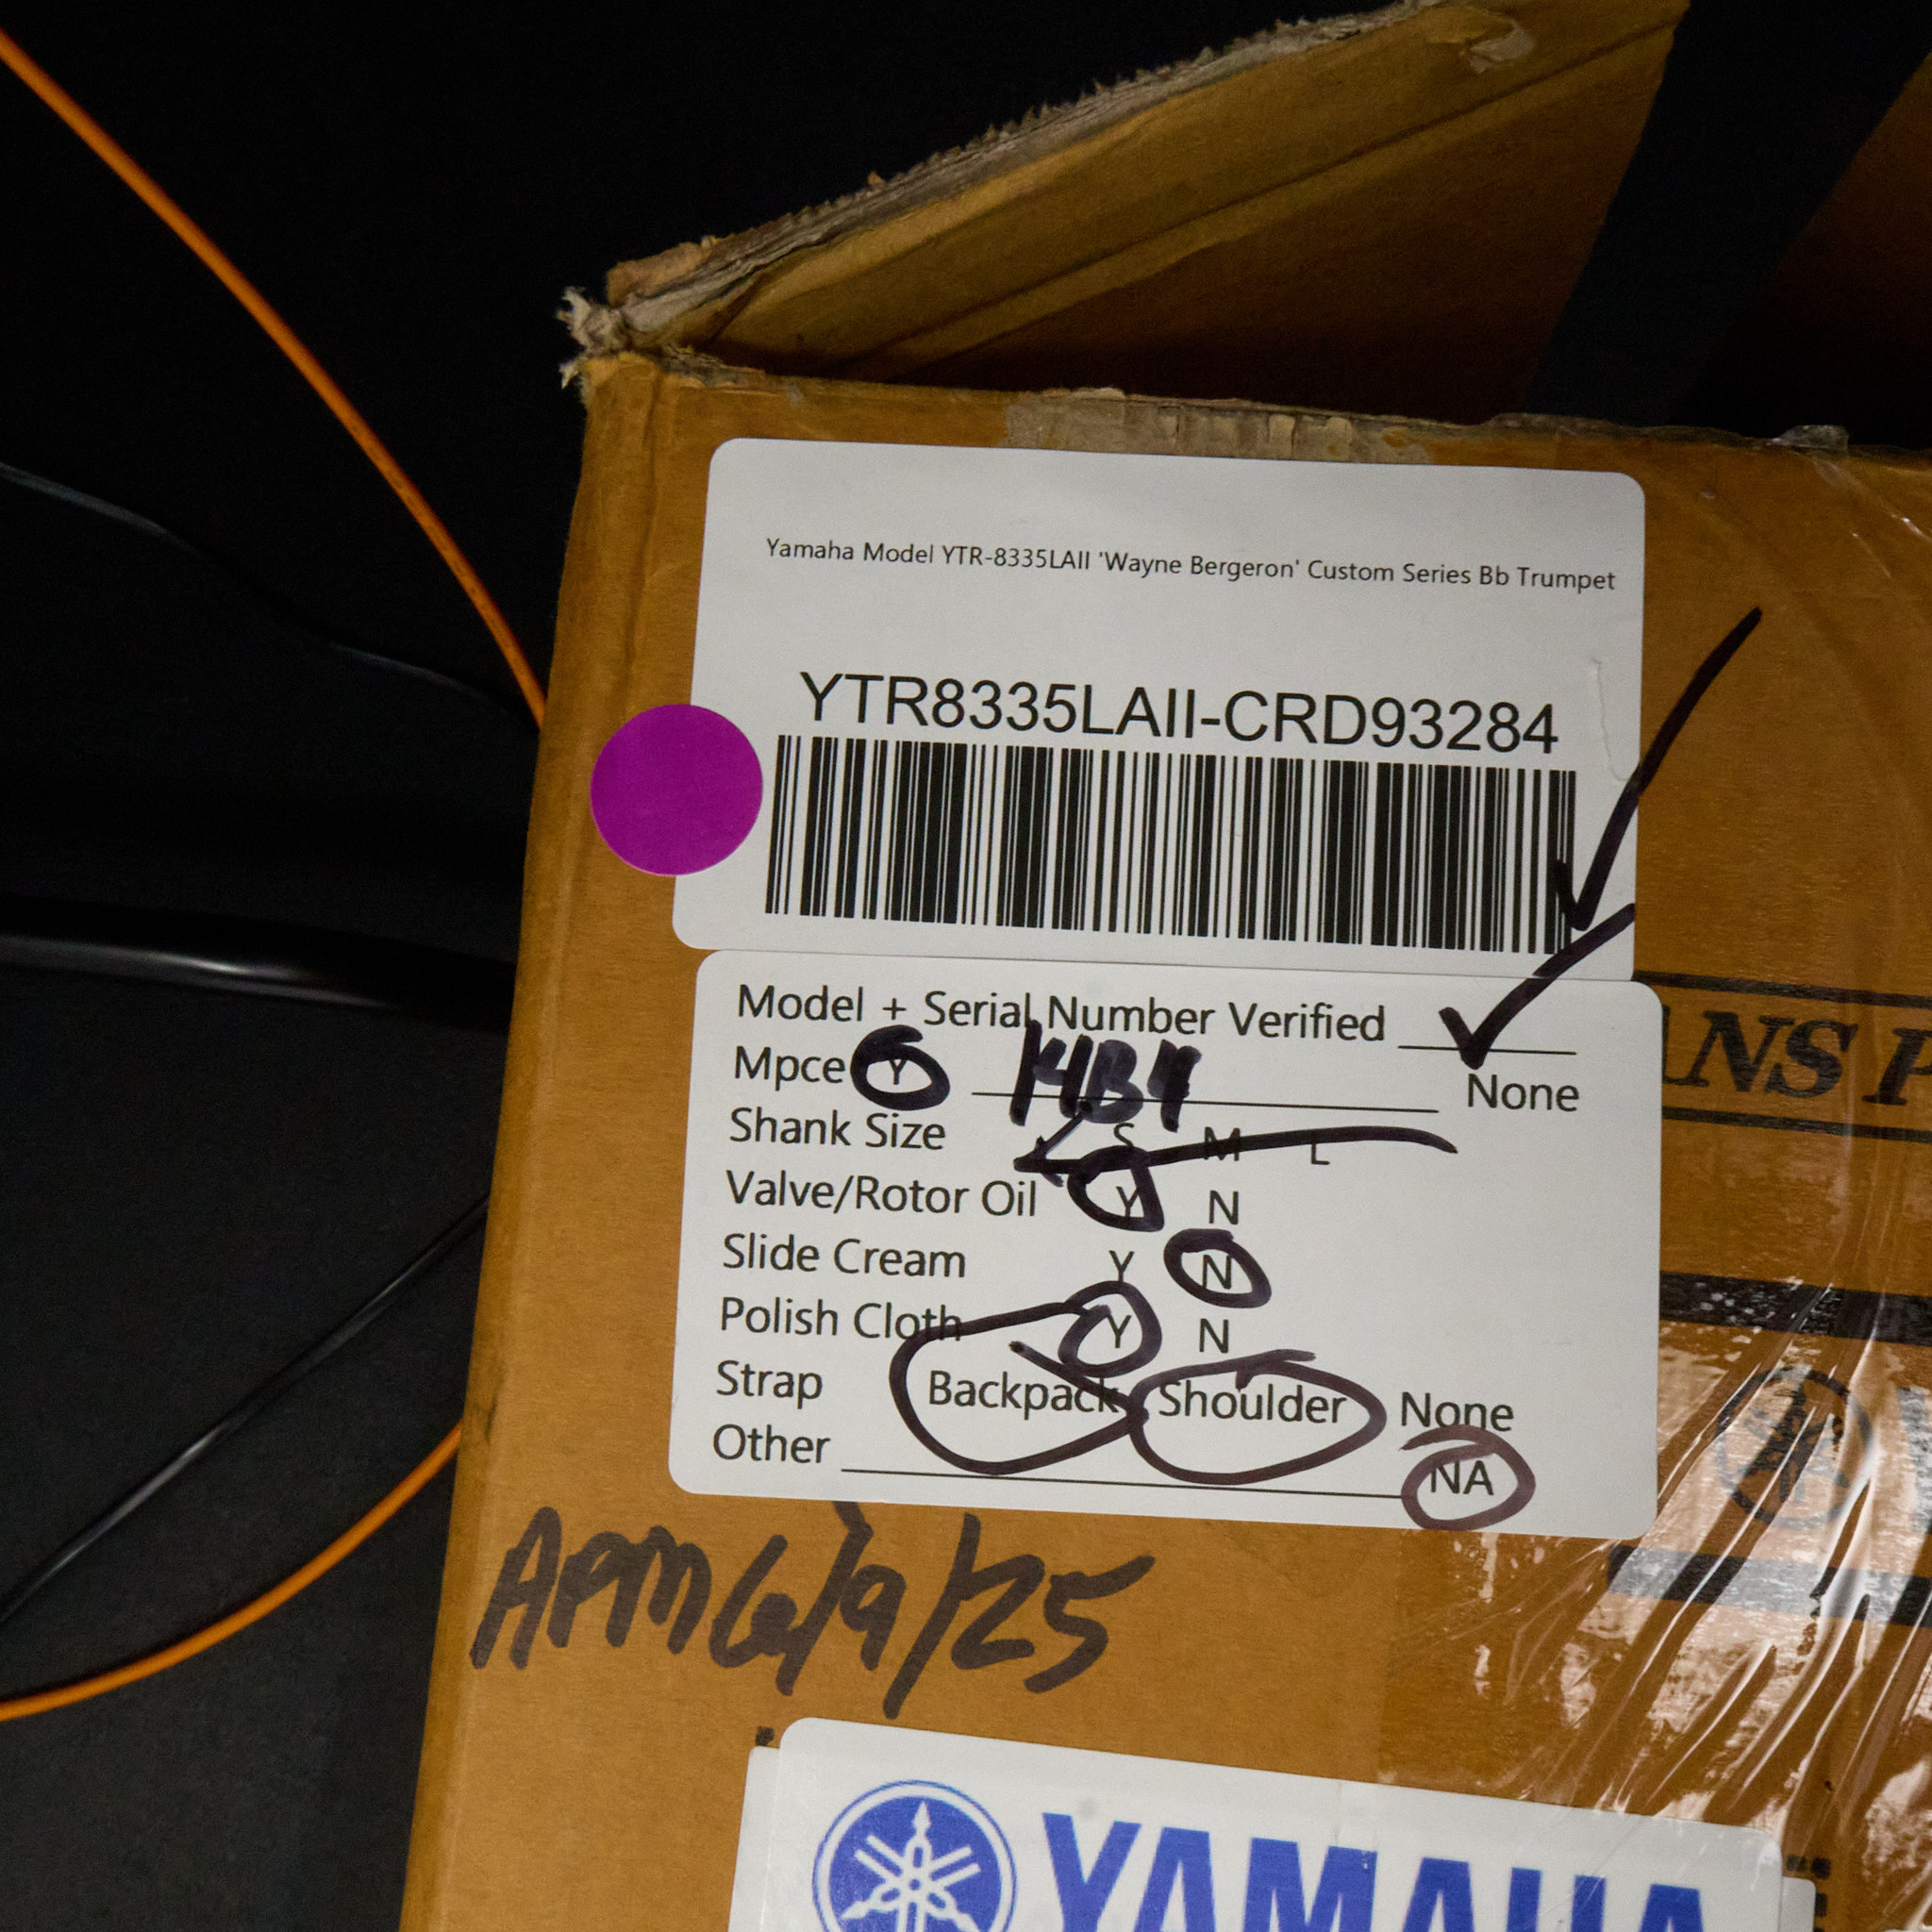 Yamaha Model YTR-8335LAII 'Wayne Bergeron' Custom Series Bb Trumpet
YTR8335LAII-CRD93284
Model + Serial Number Verified
Mpce Y 14B4 None
Shank Size S M L
Valve/Rotor Oil Y N
Slide Cream Y N
Polish Cloth Y N
Strap Backpack Shoulder None
Other NA
APM 6/9/25
YAMAHA